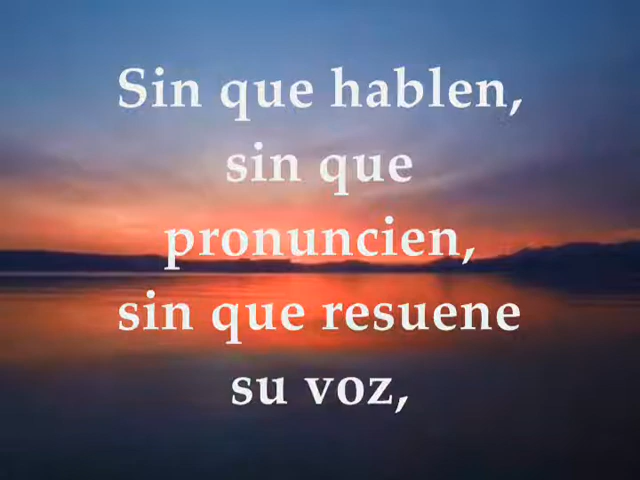 Sin que hablen,
sin que
pronuncien,
sin que resuene
su voz,